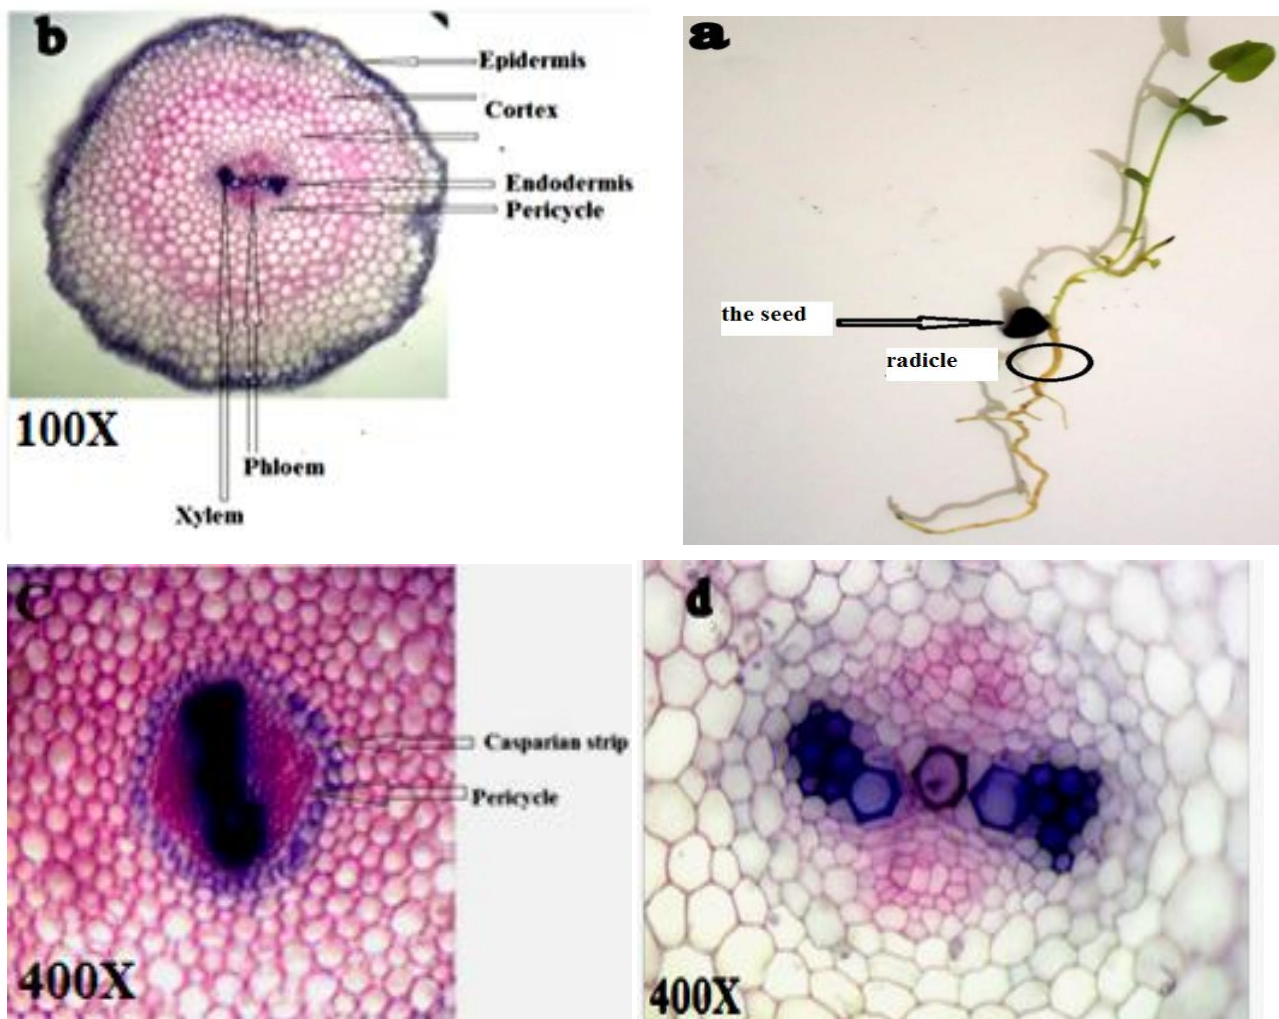 b
Epidermis
Cortex
Endodermis
Pericycle
100X
Phloem
Xylem
a
the seed
radicle
C
Casparian strip
Pericycle
400X
d
400X